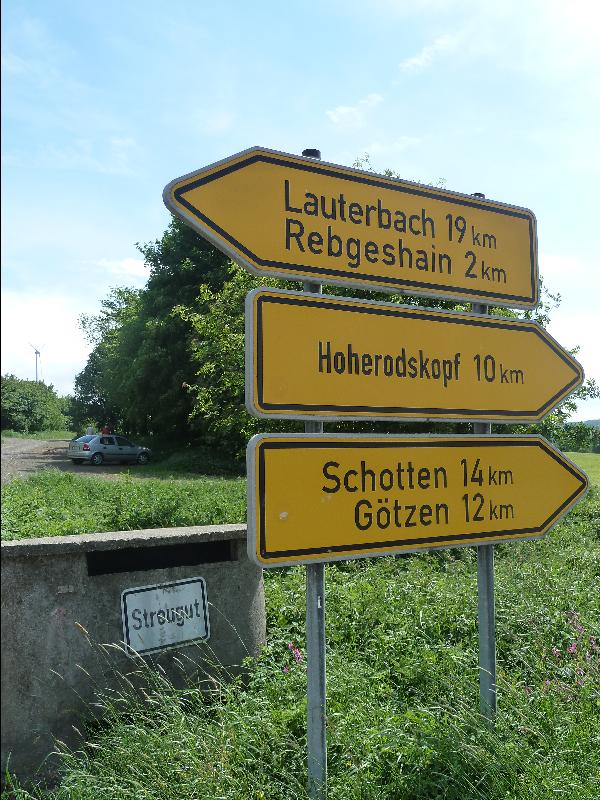 Lauterbach 19 km
Rebgeshain 2 km
Hoherodskopf 10 km
Schotten 14 km
Götzen 12 km
Streugut